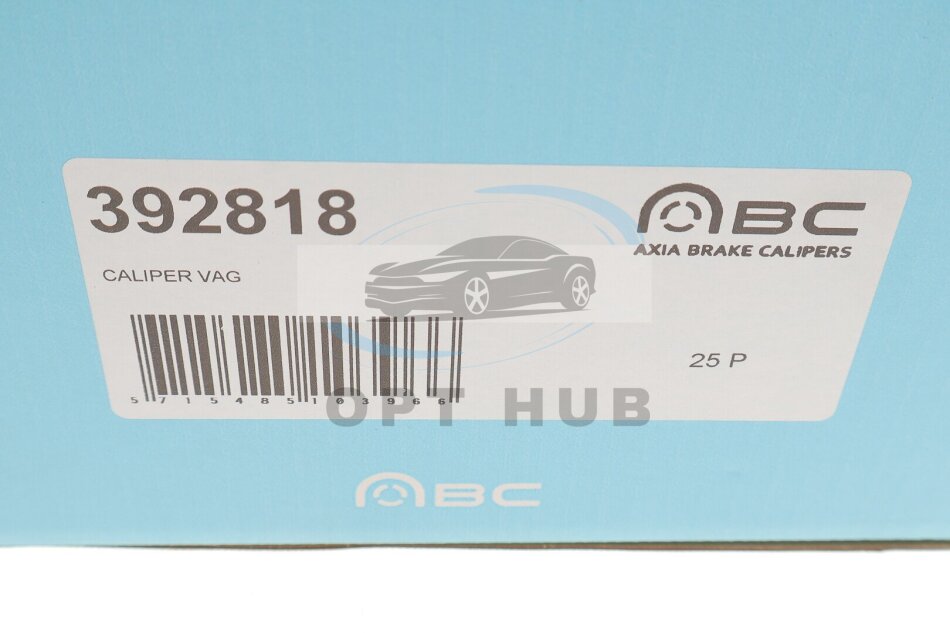 392818
ABC
AXIA BRAKE CALIPERS
CALIPER VAG
25 P
5715485103966
OPT HUB
ABC